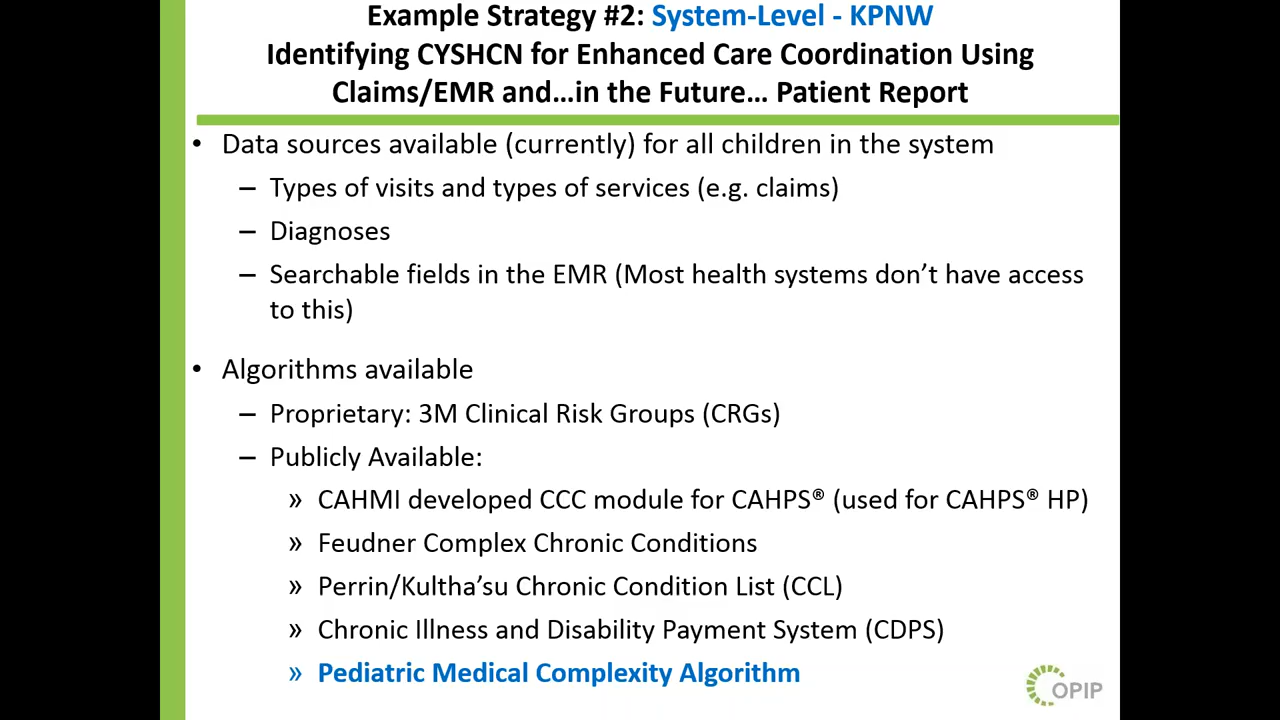 Example Strategy #2: System-Level - KPNW
Identifying CYSHCN for Enhanced Care Coordination Using
Claims/EMR and…in the Future… Patient Report
• Data sources available (currently) for all children in the system
– Types of visits and types of services (e.g. claims)
– Diagnoses
– Searchable fields in the EMR (Most health systems don’t have access
to this)
• Algorithms available
– Proprietary: 3M Clinical Risk Groups (CRGs)
– Publicly Available:
» CAHMI developed CCC module for CAHPS® (used for CAHPS® HP)
» Feudner Complex Chronic Conditions
» Perrin/Kultha’su Chronic Condition List (CCL)
» Chronic Illness and Disability Payment System (CDPS)
» Pediatric Medical Complexity Algorithm
OPIP